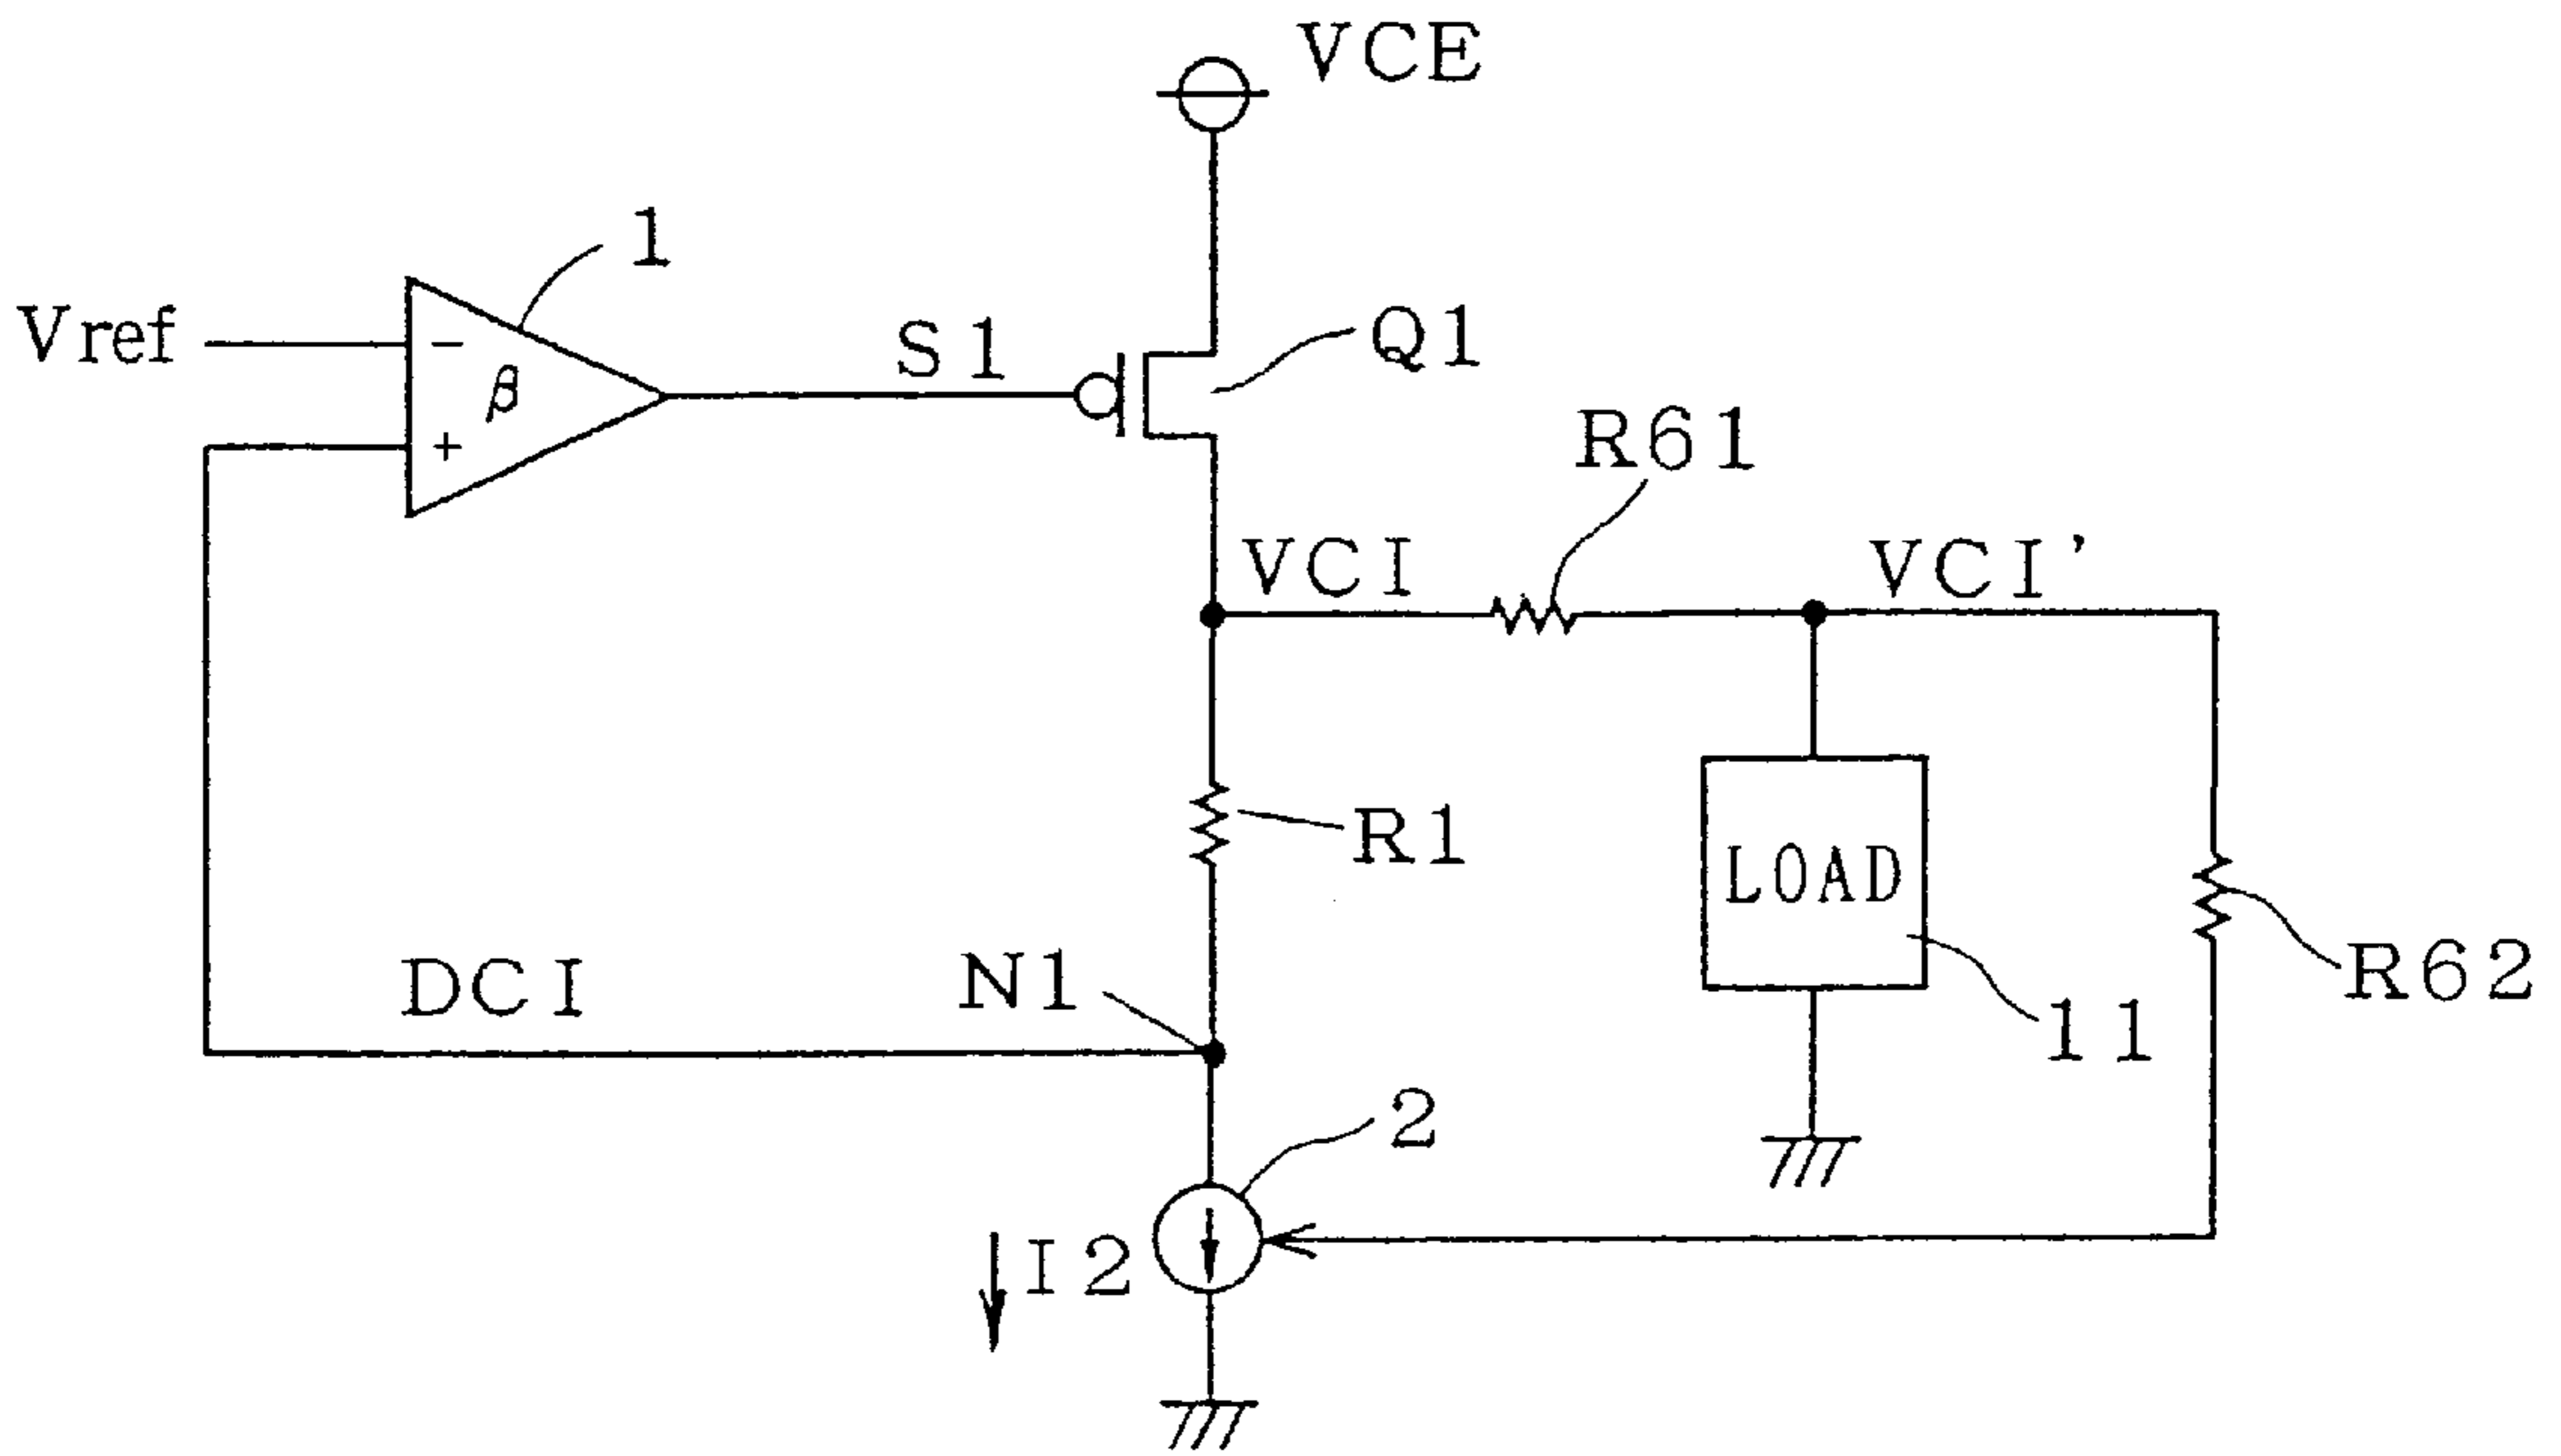 VCE
1
Vref
−
β
+
S1
Q1
R61
VCI
VCI'
R1
LOAD
DCI
N1
R62
11
2
I2